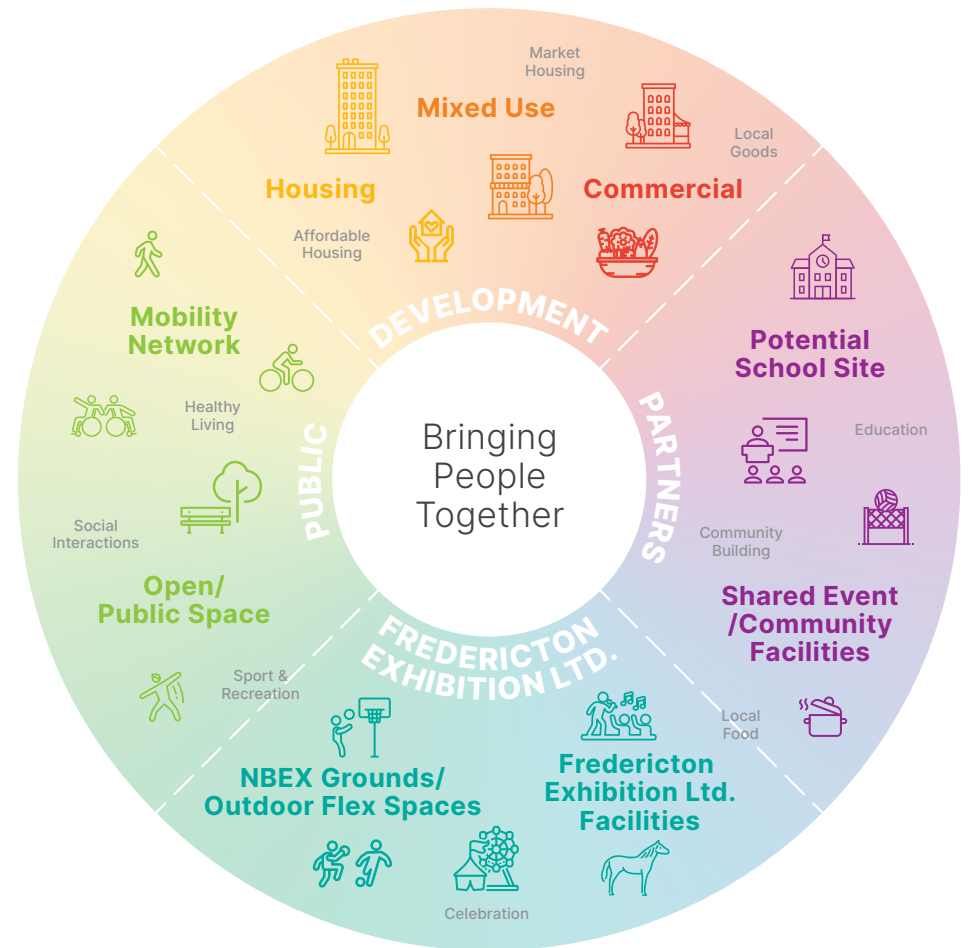 Market
Housing
Mixed Use
Local
Goods
Housing
Commercial
Affordable
Housing
DEVELOPMENT
Mobility
Network
Healthy
Living
PUBLIC
Social
Interactions
Open/
Public Space
Sport &
Recreation
Bringing
People
Together
Potential
School Site
PARTNERS
Education
Community
Building
Shared Event
/Community
Facilities
Local
Food
FREDERICTON
EXHIBITION LTD.
NBEX Grounds/
Outdoor Flex Spaces
Fredericton
Exhibition Ltd.
Facilities
Celebration